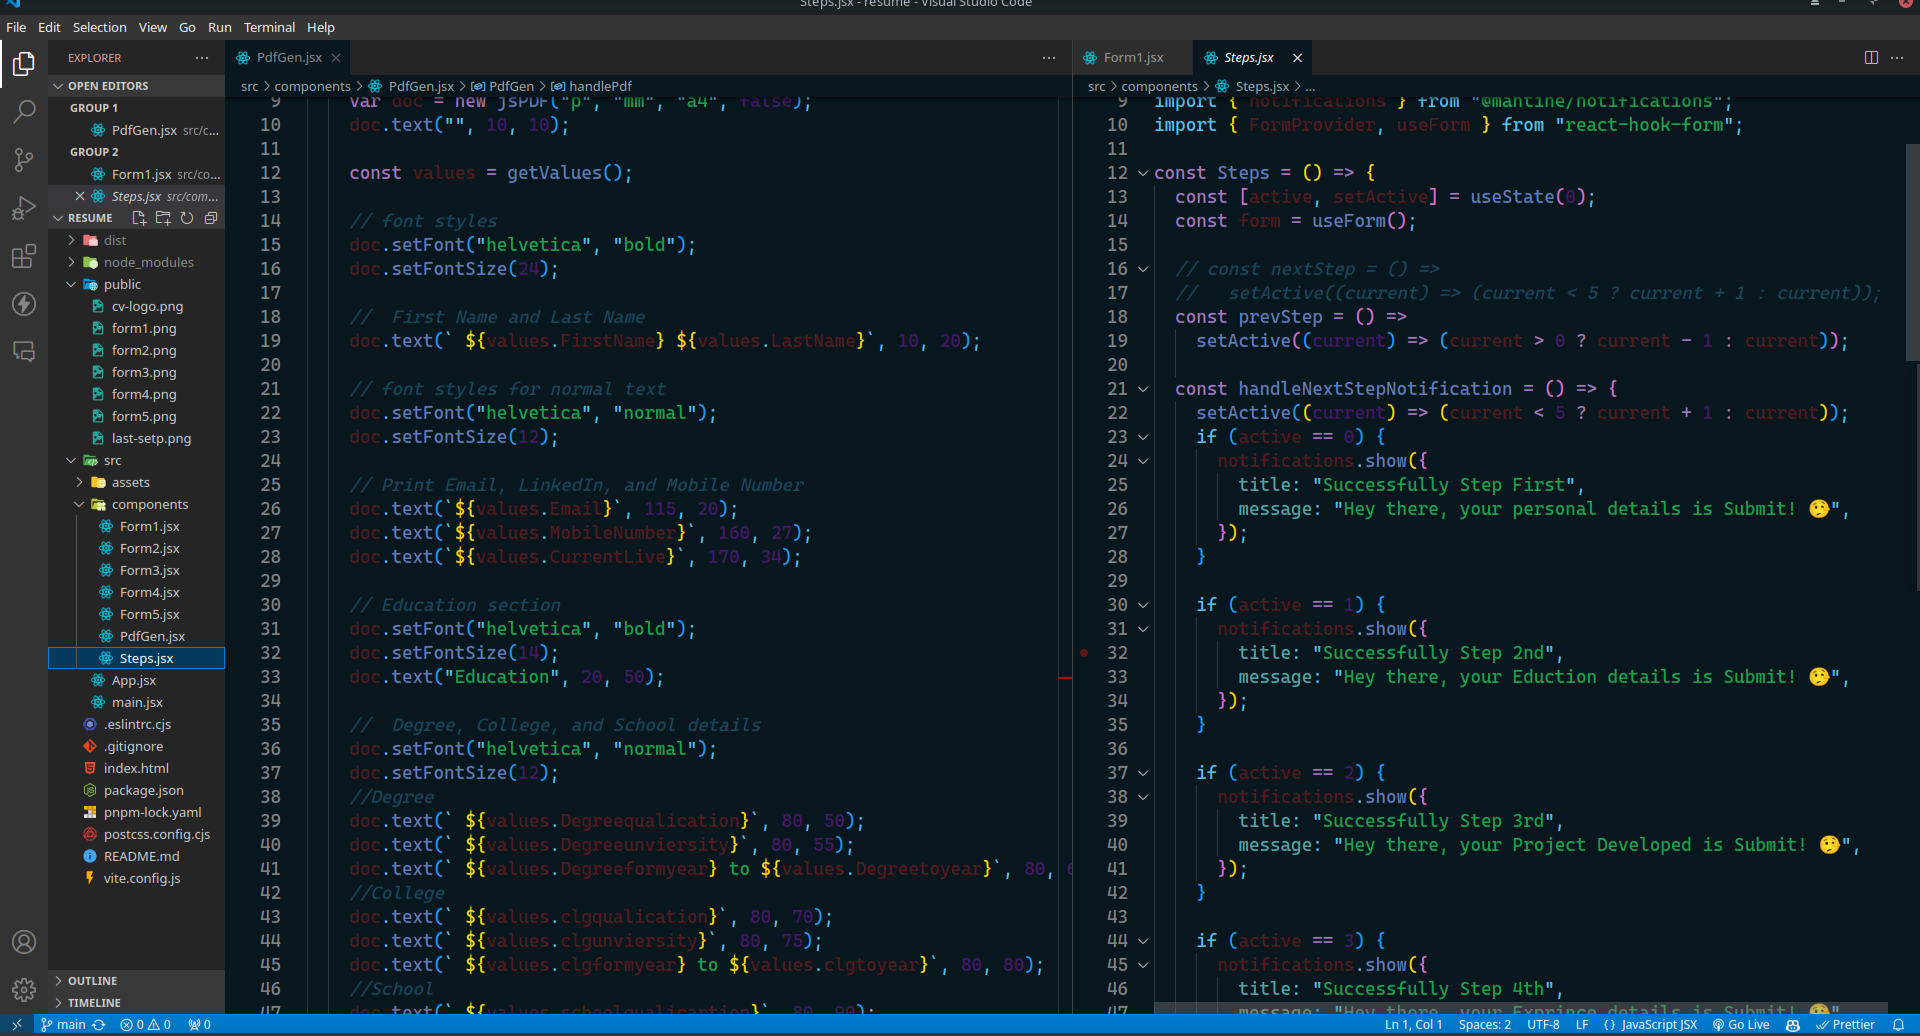 Steps.jsx - resume - Visual Studio Code
File Edit Selection View Go Run Terminal Help
EXPLORER
OPEN EDITORS
GROUP 1
PdfGen.jsx src/c...
GROUP 2
Form1.jsx src/co...
Steps.jsx src/com...
RESUME
dist
node_modules
public
cv-logo.png
form1.png
form2.png
form3.png
form4.png
form5.png
last-setp.png
src
assets
components
Form1.jsx
Form2.jsx
Form3.jsx
Form4.jsx
Form5.jsx
PdfGen.jsx
Steps.jsx
App.jsx
main.jsx
.eslintrc.cjs
.gitignore
index.html
package.json
pnpm-lock.yaml
postcss.config.cjs
README.md
vite.config.js
OUTLINE
TIMELINE
PdfGen.jsx
src > components > PdfGen.jsx > PdfGen > handlePdf
9 var doc = new jsPDF("p", "mm", "a4", false);
10 doc.text("", 10, 10);
11
12 const values = getValues();
13
14 // font styles
15 doc.setFont("helvetica", "bold");
16 doc.setFontSize(24);
17
18 //  First Name and Last Name
19 doc.text(` ${values.FirstName} ${values.LastName}`, 10, 20);
20
21 // font styles for normal text
22 doc.setFont("helvetica", "normal");
23 doc.setFontSize(12);
24
25 // Print Email, LinkedIn, and Mobile Number
26 doc.text(`${values.Email}`, 115, 20);
27 doc.text(`${values.MobileNumber}`, 160, 27);
28 doc.text(`${values.CurrentLive}`, 170, 34);
29
30 // Education section
31 doc.setFont("helvetica", "bold");
32 doc.setFontSize(14);
33 doc.text("Education", 20, 50);
34
35 //  Degree, College, and School details
36 doc.setFont("helvetica", "normal");
37 doc.setFontSize(12);
38 //Degree
39 doc.text(` ${values.Degreequalication}`, 80, 50);
40 doc.text(` ${values.Degreeunviersity}`, 80, 55);
41 doc.text(` ${values.Degreeformyear} to ${values.Degreetoyear}`, 80,
42 //College
43 doc.text(` ${values.clgqualication}`, 80, 70);
44 doc.text(` ${values.clgunviersity}`, 80, 75);
45 doc.text(` ${values.clgformyear} to ${values.clgtoyear}`, 80, 80);
46 //School
47 doc.text(` ${values.schoolqualicartion}`, 80, 90);
Form1.jsx Steps.jsx
src > components > Steps.jsx > ...
9 import { notifications } from "@mantine/notifications";
10 import { FormProvider, useForm } from "react-hook-form";
11
12 const Steps = () => {
13 const [active, setActive] = useState(0);
14 const form = useForm();
15
16 // const nextStep = () =>
17 //   setActive((current) => (current < 5 ? current + 1 : current));
18 const prevStep = () =>
19 setActive((current) => (current > 0 ? current - 1 : current));
20
21 const handleNextStepNotification = () => {
22 setActive((current) => (current < 5 ? current + 1 : current));
23 if (active == 0) {
24 notifications.show({
25 title: "Successfully Step First",
26 message: "Hey there, your personal details is Submit! 🤥",
27 });
28 }
29
30 if (active == 1) {
31 notifications.show({
32 title: "Successfully Step 2nd",
33 message: "Hey there, your Eduction details is Submit! 🤥",
34 });
35 }
36
37 if (active == 2) {
38 notifications.show({
39 title: "Successfully Step 3rd",
40 message: "Hey there, your Project Developed is Submit! 🤥",
41 });
42 }
43
44 if (active == 3) {
45 notifications.show({
46 title: "Successfully Step 4th",
47 message: "Hey there, your Exprince details is Submit! 🤥",
main 0 0 0 Ln 1, Col 1 Spaces: 2 UTF-8 LF {} JavaScript JSX Go Live Prettier